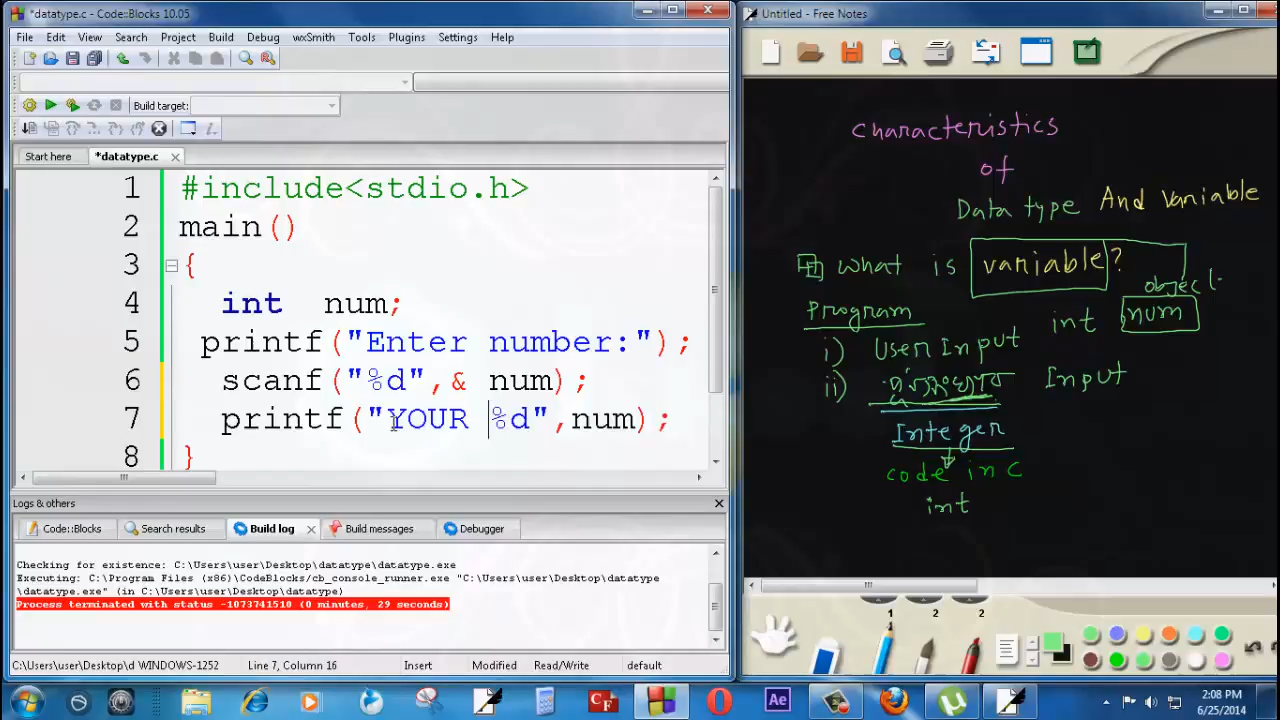 *datatype.c - Code::Blocks 10.05
File Edit View Search Project Build Debug wxSmith Tools Plugins Settings Help
Build target:
Start here *datatype.c
1 #include<stdio.h>
2 main()
3 {
4 int num;
5 printf("Enter number:");
6 scanf("%d",& num);
7 printf("YOUR %d",num);
8 }
Logs & others
Code::Blocks Search results Build log Build messages Debugger
Checking for existence: C:\Users\user\Desktop\datatype\datatype.exe
Executing: C:\Program Files (x86)\CodeBlocks/cb_console_runner.exe "C:\Users\user\Desktop\datatype
\datatype.exe" (in C:\Users\user\Desktop\datatype)
Process terminated with status -1073741510 (0 minutes, 29 seconds)
C:\Users\user\Desktop\d WINDOWS-1252 Line 7, Column 16 Insert Modified Read/Write default
Untitled - Free Notes
characteristics
of
Data type And variable
What is variable?
object
Program int num
i) User Input
ii) Input
Integer
code in c
int
1 2 2
CF Ae
2:08 PM
6/25/2014